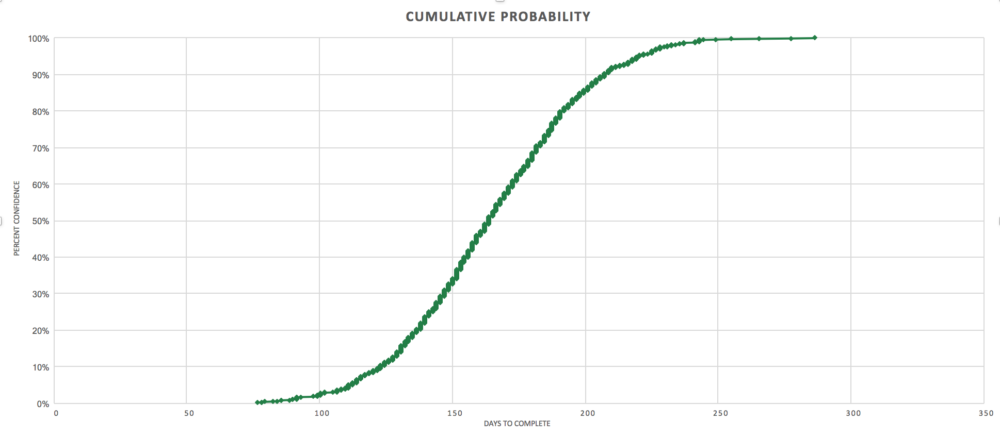 CUMULATIVE PROBABILITY
100%
90%
80%
70%
60%
50%
40%
30%
20%
10%
0%
PERCENT CONFIDENCE
0 50 100 150 200 250 300 350
DAYS TO COMPLETE